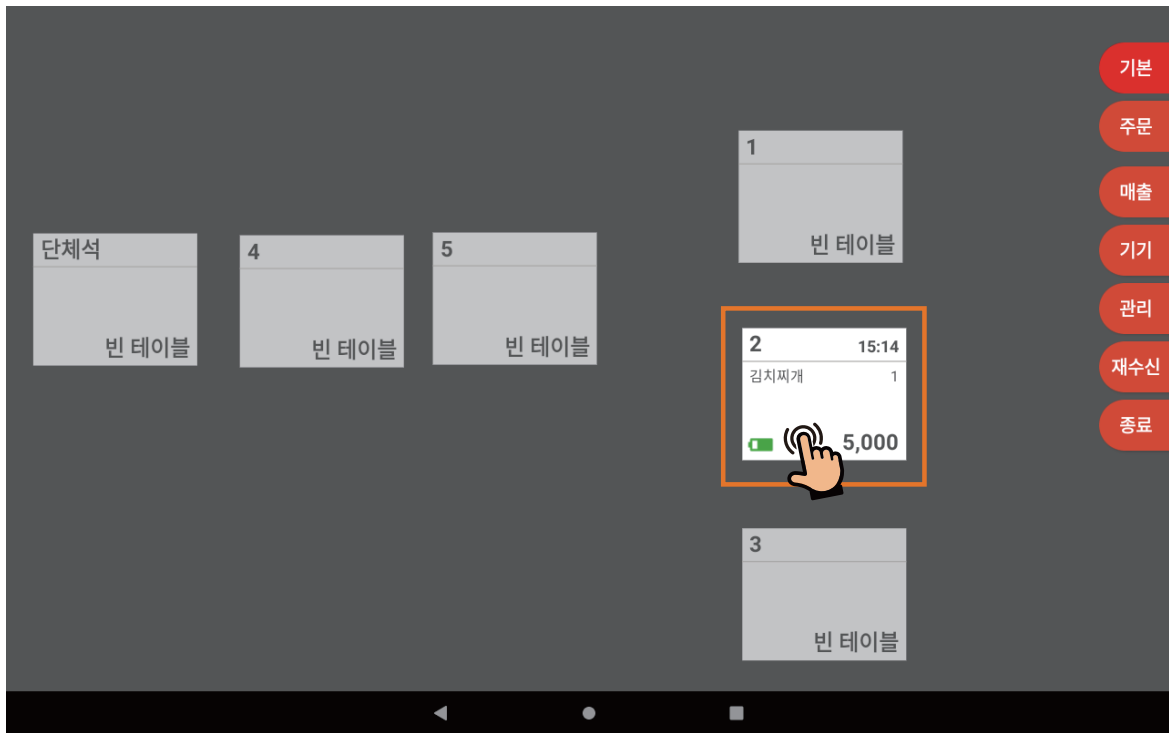 단체석
빈 테이블
4
빈 테이블
5
빈 테이블
1
빈 테이블
2 15:14
김치찌개 1
5,000
3
빈 테이블
기본
주문
매출
기기
관리
재수신
종료